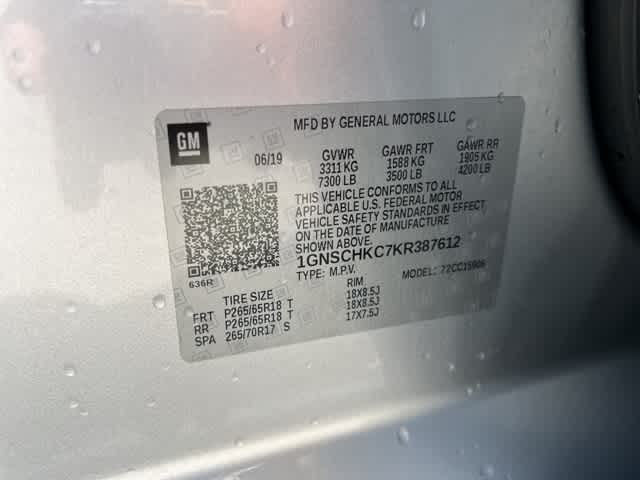 GM
MFD BY GENERAL MOTORS LLC
06/19 GVWR GAWR FRT GAWR RR
3311 KG 1588 KG 1905 KG
7300 LB 3500 LB 4200 LB
THIS VEHICLE CONFORMS TO ALL
APPLICABLE U.S. FEDERAL MOTOR
VEHICLE SAFETY STANDARDS IN EFFECT
ON THE DATE OF MANUFACTURE
SHOWN ABOVE.
1GNSCHKC7KR387612
TYPE: M.P.V. MODEL: 72CC15906
636R
TIRE SIZE RIM
FRT P265/65R18 T 18X8.5J
RR P265/65R18 T 18X8.5J
SPA 265/70R17 S 17X7.5J